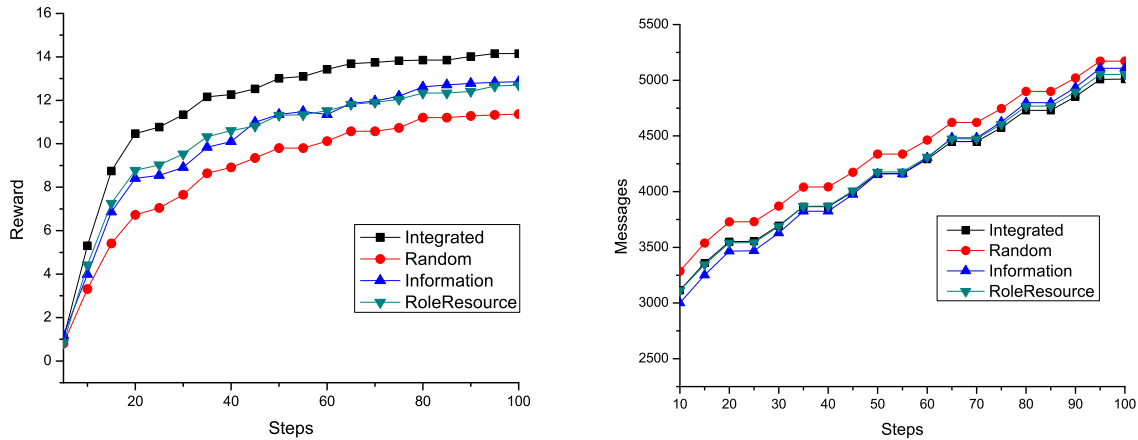 16
14
12
10
8
6
4
2
0
Reward
20 40 60 80 100
Steps
Integrated
Random
Information
RoleResource
5500
5000
4500
4000
3500
3000
2500
Messages
10 20 30 40 50 60 70 80 90 100
Steps
Integrated
Random
Information
RoleResource